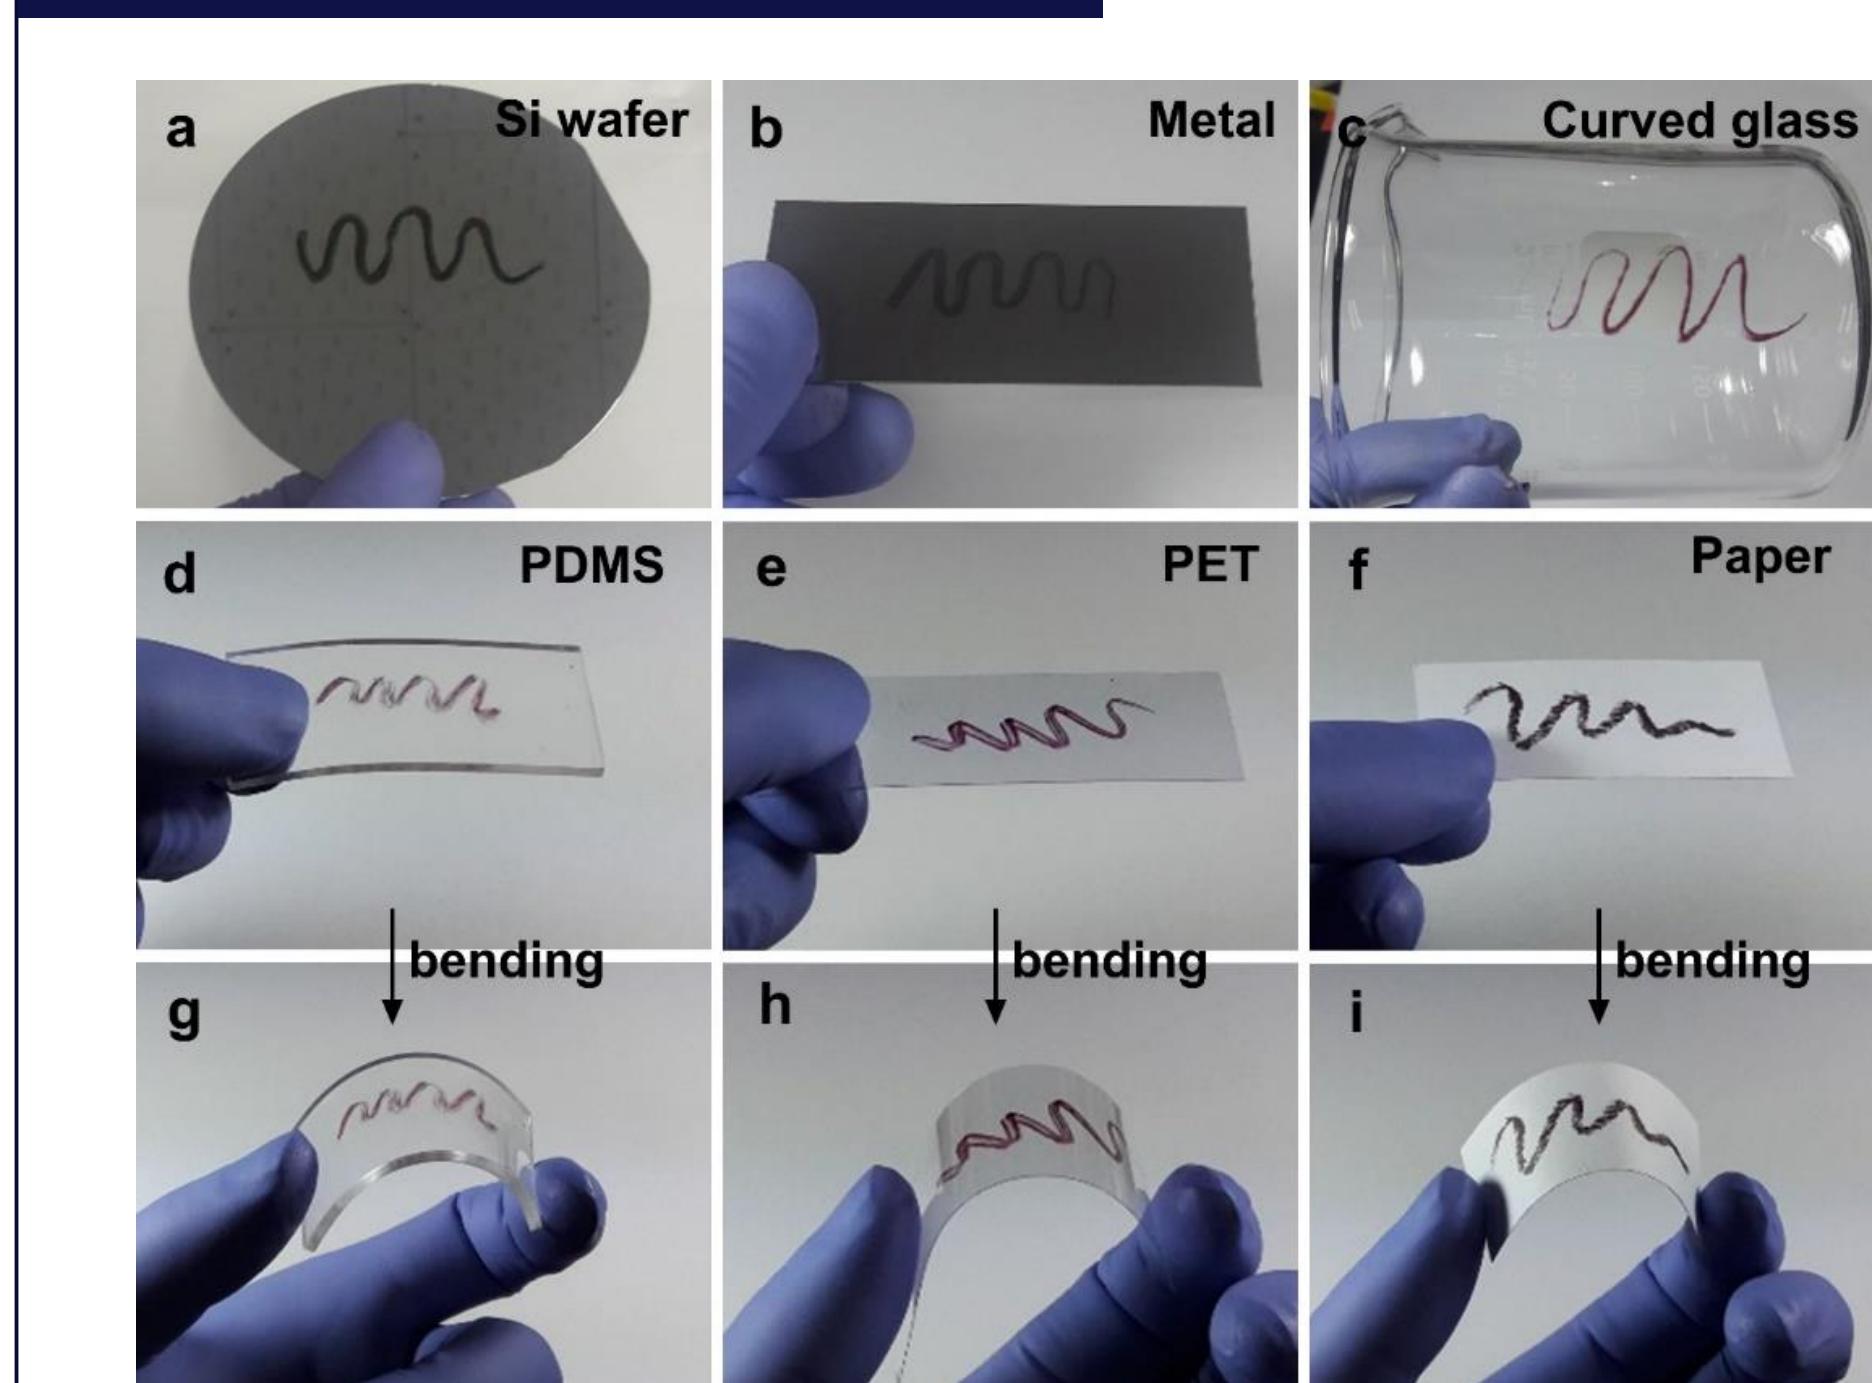 a
Si wafer
b
Metal
c
Curved glass
d
PDMS
e
PET
f
Paper
bending
bending
bending
g
h
i